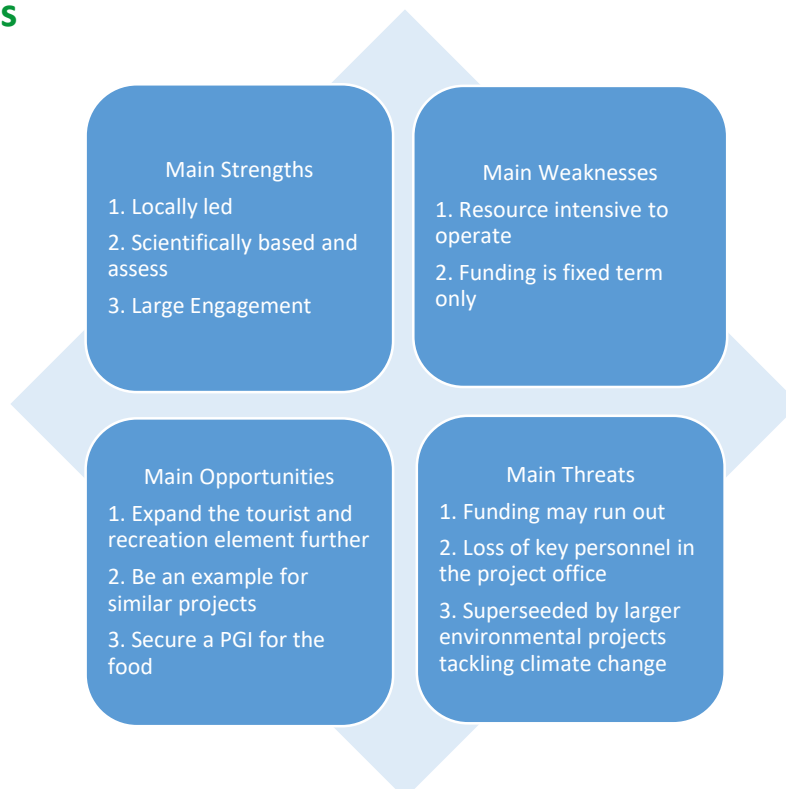 s
Main Strengths
1. Locally led
2. Scientifically based and
assess
3. Large Engagement
Main Weaknesses
1. Resource intensive to
operate
2. Funding is fixed term
only
Main Opportunities
1. Expand the tourist and
recreation element further
2. Be an example for
similar projects
3. Secure a PGI for the
food
Main Threats
1. Funding may run out
2. Loss of key personnel in
the project office
3. Superseeded by larger
environmental projects
tackling climate change